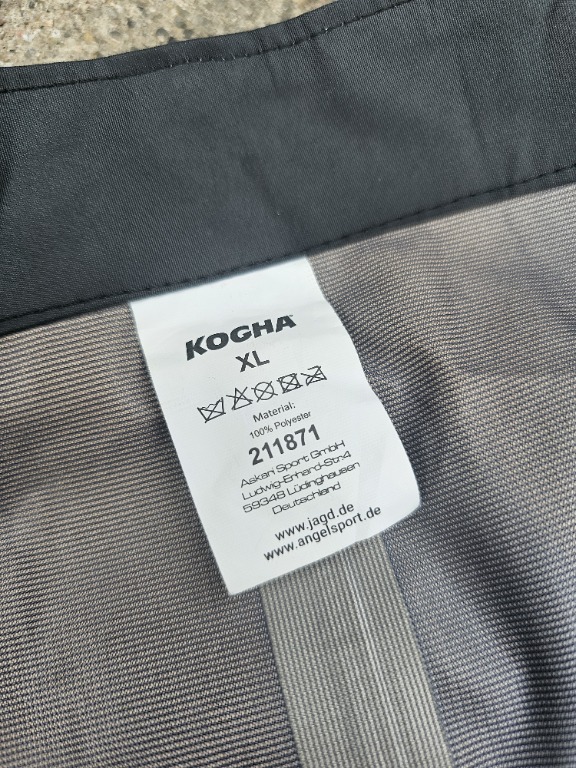 KOGHA
XL
Material:
100% Polyester
211871
Askari Sport GmbH
Ludwig-Erhard-Str.4
59348 Lüdinghausen
Deutschland
www.jagd.de
www.angelsport.de